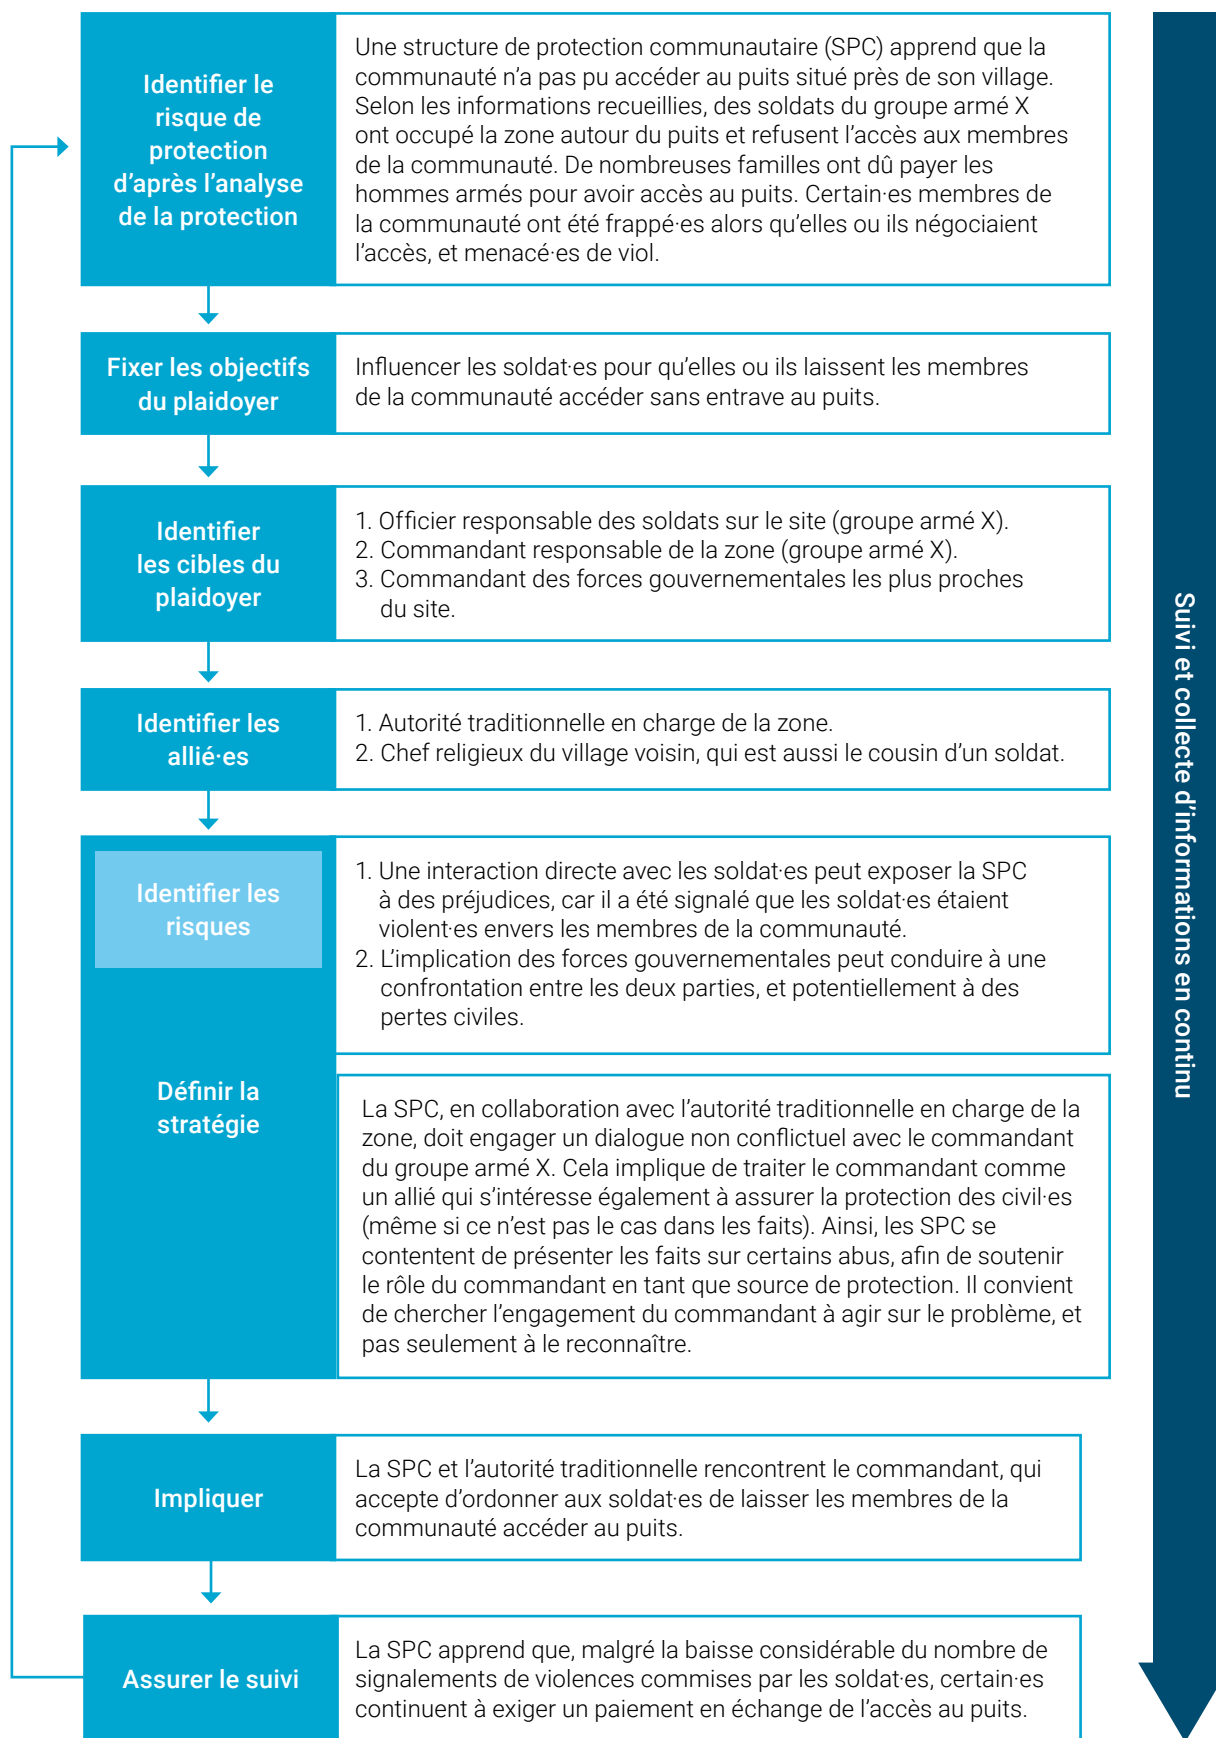 Identifier le
risque de
protection
d'après l'analyse
de la protection
Une structure de protection communautaire (SPC) apprend que la
communauté n'a pas pu accéder au puits situé près de son village.
Selon les informations recueillies, des soldats du groupe armé X
ont occupé la zone autour du puits et refusent l'accès aux membres
de la communauté. De nombreuses familles ont dû payer les
hommes armés pour avoir accès au puits. Certain·es membres de
la communauté ont été frappé·es alors qu'elles ou ils négociaient
l'accès, et menacé·es de viol.
Fixer les objectifs
du plaidoyer
Influencer les soldat·es pour qu'elles ou ils laissent les membres
de la communauté accéder sans entrave au puits.
Identifier
les cibles du
plaidoyer
1. Officier responsable des soldats sur le site (groupe armé X).
2. Commandant responsable de la zone (groupe armé X).
3. Commandant des forces gouvernementales les plus proches
du site.
Identifier les
allié·es
1. Autorité traditionnelle en charge de la zone.
2. Chef religieux du village voisin, qui est aussi le cousin d'un soldat.
Identifier les
risques
1. Une interaction directe avec les soldat·es peut exposer la SPC
à des préjudices, car il a été signalé que les soldat·es étaient
violent·es envers les membres de la communauté.
2. L'implication des forces gouvernementales peut conduire à une
confrontation entre les deux parties, et potentiellement à des
pertes civiles.
Définir la
stratégie
La SPC, en collaboration avec l'autorité traditionnelle en charge de la
zone, doit engager un dialogue non conflictuel avec le commandant
du groupe armé X. Cela implique de traiter le commandant comme
un allié qui s'intéresse également à assurer la protection des civil·es
(même si ce n'est pas le cas dans les faits). Ainsi, les SPC se
contentent de présenter les faits sur certains abus, afin de soutenir
le rôle du commandant en tant que source de protection. Il convient
de chercher l'engagement du commandant à agir sur le problème, et
pas seulement à le reconnaître.
Impliquer
La SPC et l'autorité traditionnelle rencontrent le commandant, qui
accepte d'ordonner aux soldat·es de laisser les membres de la
communauté accéder au puits.
Assurer le suivi
La SPC apprend que, malgré la baisse considérable du nombre de
signalements de violences commises par les soldat·es, certain·es
continuent à exiger un paiement en échange de l'accès au puits.
Suivi et collecte d'informations en continu